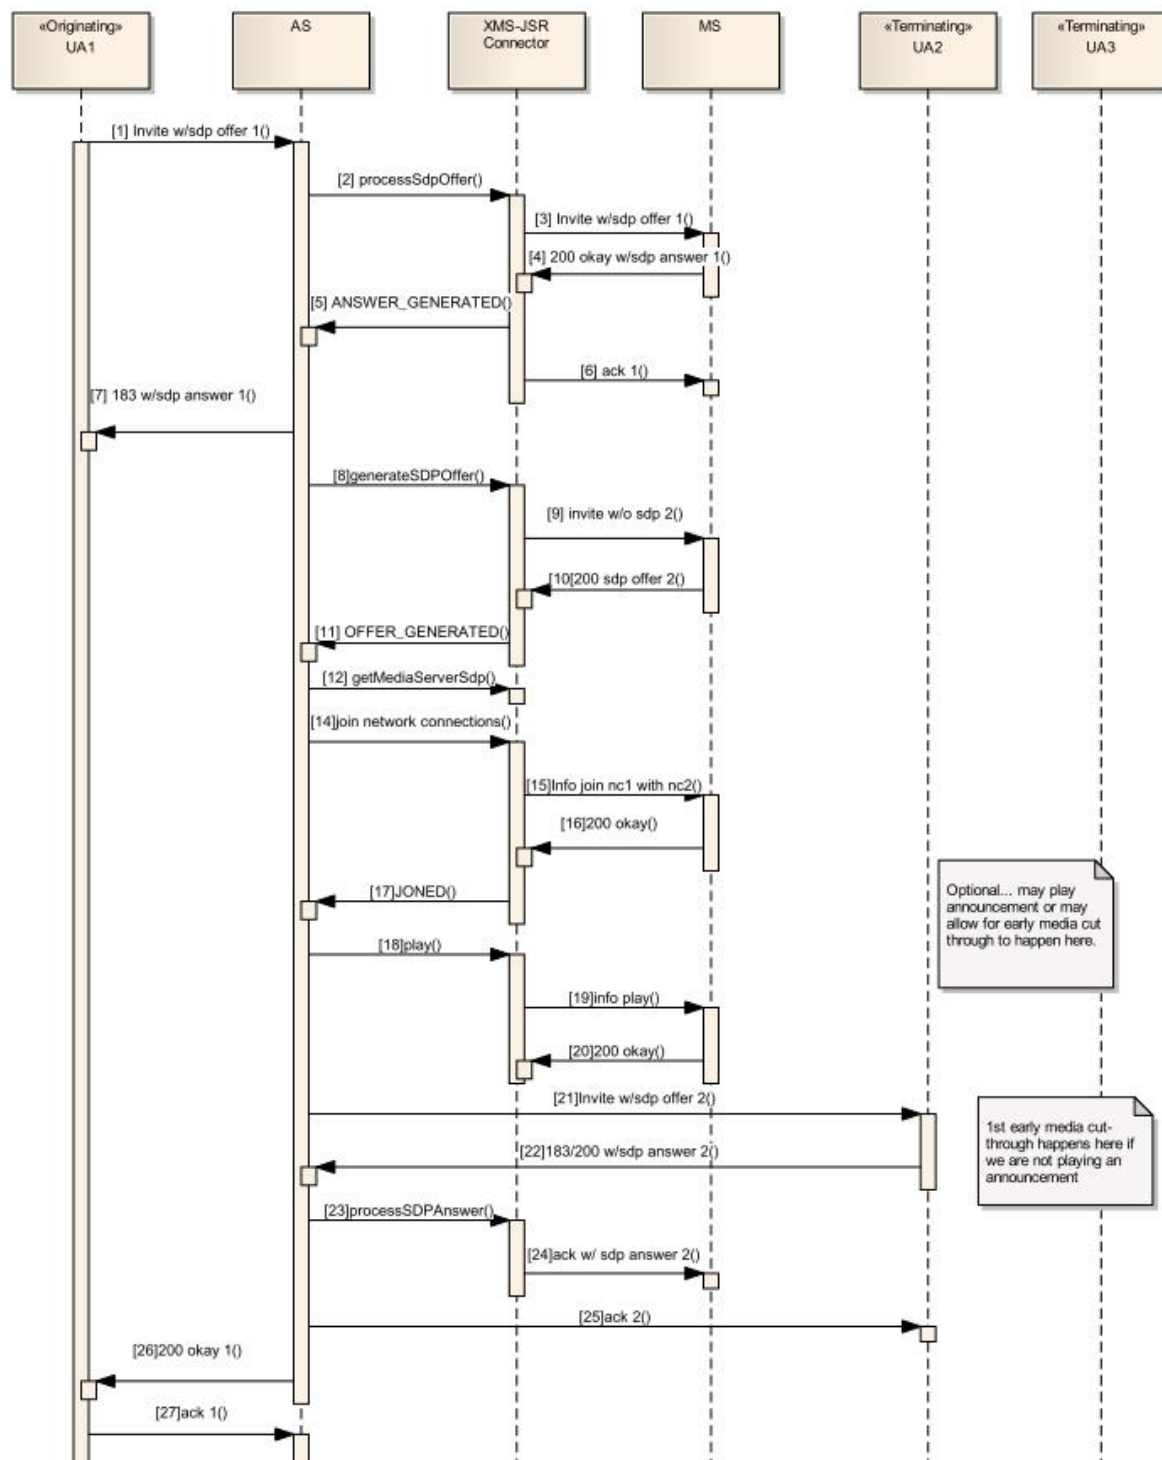 «Originating»
UA1
AS
XMS-JSR
Connector
MS
«Terminating»
UA2
«Terminating»
UA3
[1] Invite w/sdp offer 1()
[2] processSdpOffer()
[3] Invite w/sdp offer 1()
[4] 200 okay w/sdp answer 1()
[5] ANSWER_GENERATED()
[6] ack 1()
[7] 183 w/sdp answer 1()
[8]generateSDPOffer()
[9] invite w/o sdp 2()
[10[200 sdp offer 2()
[11] OFFER_GENERATED()
[12] getMediaServerSdp()
[14]join network connections()
[15]Info join nc1 with nc2()
[16]200 okay()
[17]JONED()
Optional... may play
announcement or may
allow for early media cut
through to happen here.
[18]play()
[19]info play()
[20]200 okay()
[21]Invite w/sdp offer 2()
1st early media cut-
through happens here if
we are not playing an
announcement
[22]183/200 w/sdp answer 2()
[23]processSDPAnswer()
[24]ack w/ sdp answer 2()
[25]ack 2()
[26]200 okay 1()
[27]ack 1()